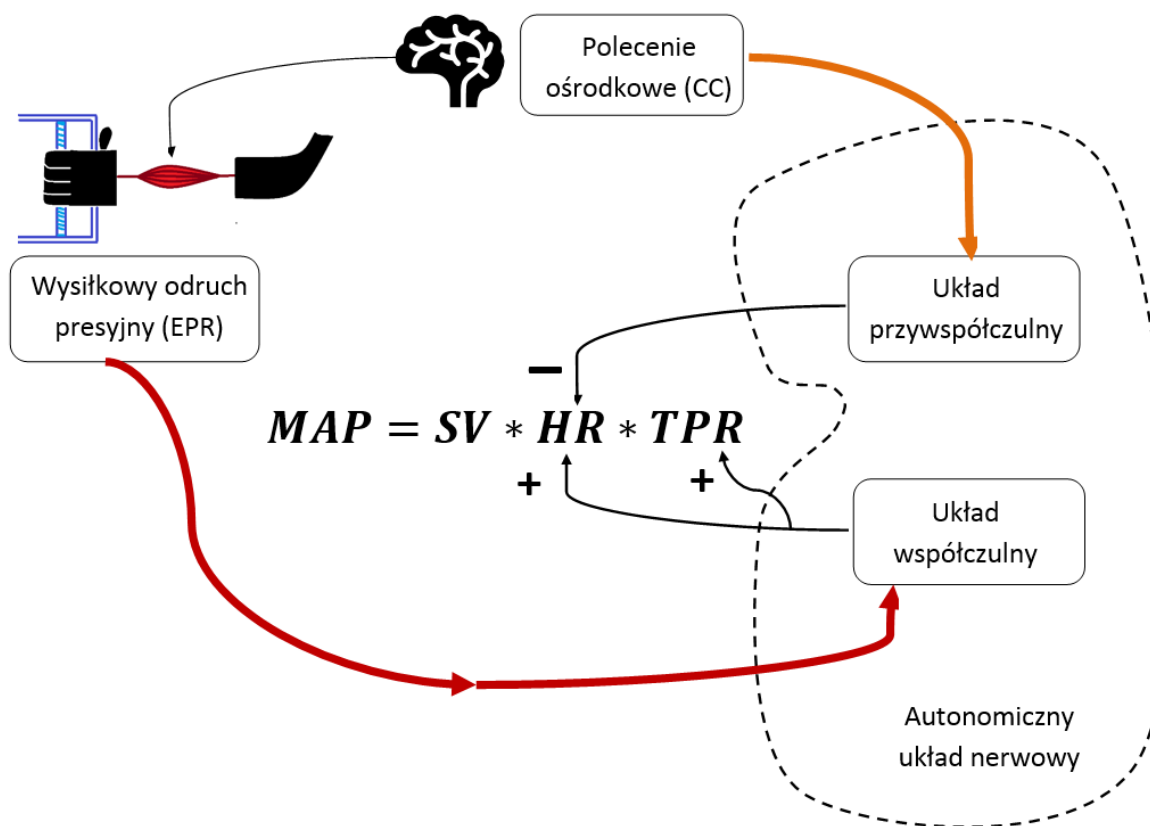 Polecenie
ośrodkowe (CC)
Wysiłkowy odruch
presyjny (EPR)
Układ
przywspółczulny
−
MAP = SV * HR * TPR
+
+
Układ
współczulny
Autonomiczny
układ nerwowy